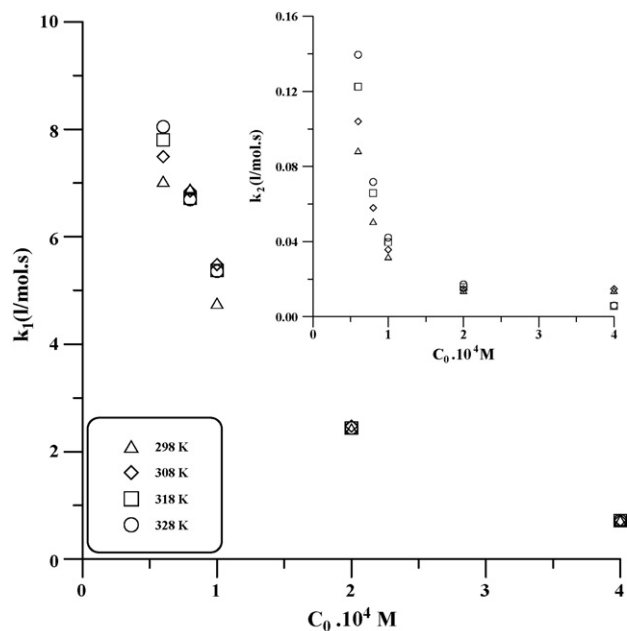 10
8
6
4
2
0
k1(l/mol.s)
0 1 2 3 4
C0 .10^4 M
298 K
308 K
318 K
328 K
0.16
0.12
0.08
0.04
0.00
k2(l/mol.s)
0 1 2 3 4
C0 .10^4 M